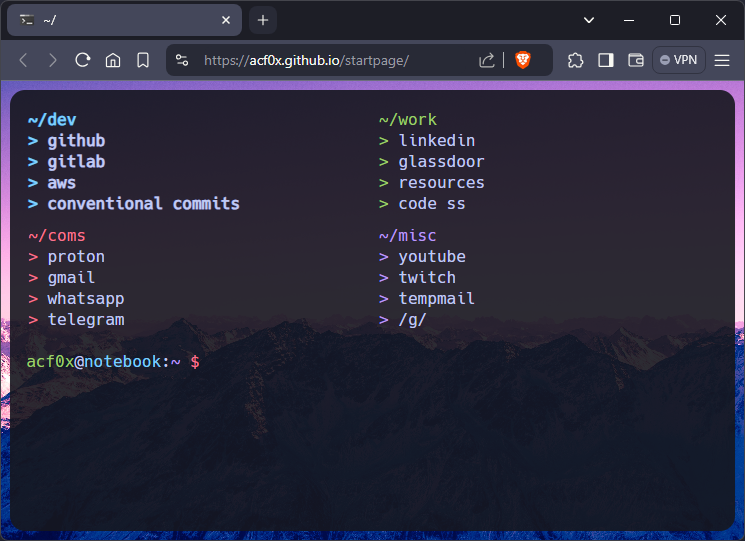 ~/
https://acf0x.github.io/startpage/
VPN
~/dev
> github
> gitlab
> aws
> conventional commits
~/work
> linkedin
> glassdoor
> resources
> code ss
~/coms
> proton
> gmail
> whatsapp
> telegram
~/misc
> youtube
> twitch
> tempmail
> /g/
acf0x@notebook:~ $